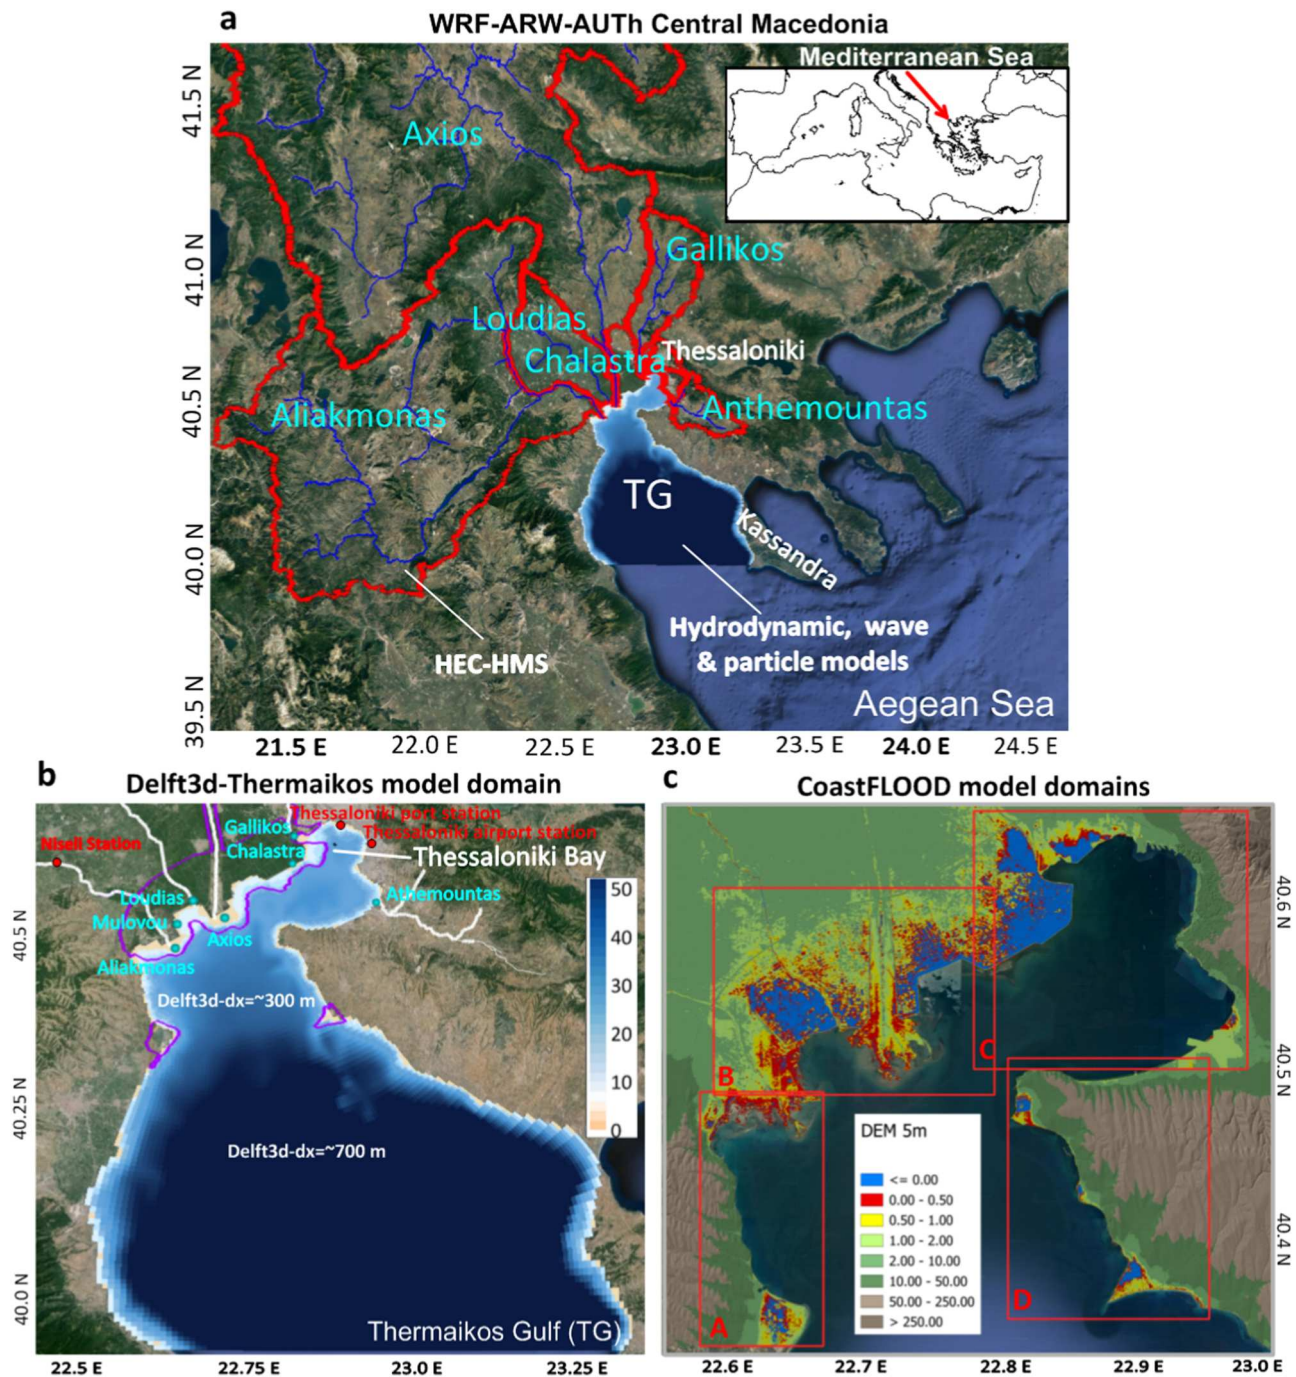 a
WRF-ARW-AUTh Central Macedonia
Mediterranean Sea
41.5 N
Axios
Gallikos
41.0 N
Loudias
Chalastra
Thessaloniki
40.5 N
Aliakmonas
Anthemountas
TG
Kassandra
40.0 N
Hydrodynamic, wave
& particle models
HEC-HMS
39.5 N
Aegean Sea
21.5 E 22.0 E 22.5 E 23.0 E 23.5 E 24.0 E 24.5 E
b
Delft3d-Thermaikos model domain
Thessaloniki port station
Gallikos
Thessaloniki airport station
Nisell Station
Chalastra
Thessaloniki Bay
50
Loudias
Athemountas
Mulovou
40.5 N
Axios
40
Aliakmonas
30
Delft3d-dx=~300 m
20
10
0
40.25 N
Delft3d-dx=~700 m
40.0 N
Thermaikos Gulf (TG)
22.5 E 22.75 E 23.0 E 23.25 E
c
CoastFLOOD model domains
40.6 N
C
40.5 N
B
DEM 5m
<= 0.00
0.00 - 0.50
0.50 - 1.00
1.00 - 2.00
2.00 - 10.00
10.00 - 50.00
50.00 - 250.00
> 250.00
40.4 N
D
A
22.6 E 22.7 E 22.8 E 22.9 E 23.0 E